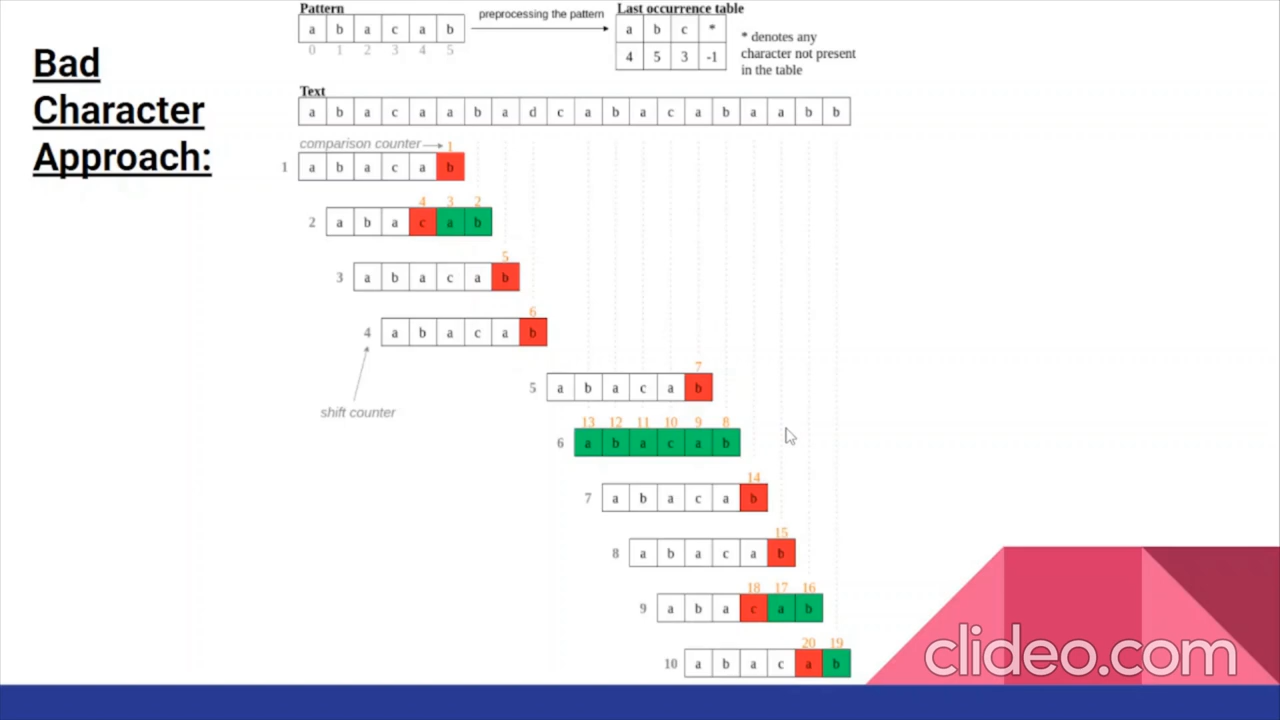 Bad
Character
Approach:
Pattern
a b a c a b
0 1 2 3 4 5
preprocessing the pattern
Last occurrence table
a b c *
4 5 3 -1
* denotes any
character not present
in the table
Text
a b a c a a b a d c a b a c a b a a b b
comparison counter 1
1 a b a c a b
4 3 2
2 a b a c a b
5
3 a b a c a b
6
4 a b a c a b
shift counter
7
5 a b a c a b
13 12 11 10 9 8
6 a b a c a b
14
7 a b a c a b
15
8 a b a c a b
18 17 16
9 a b a c a b
20 19
10 a b a c a b
clideo.com